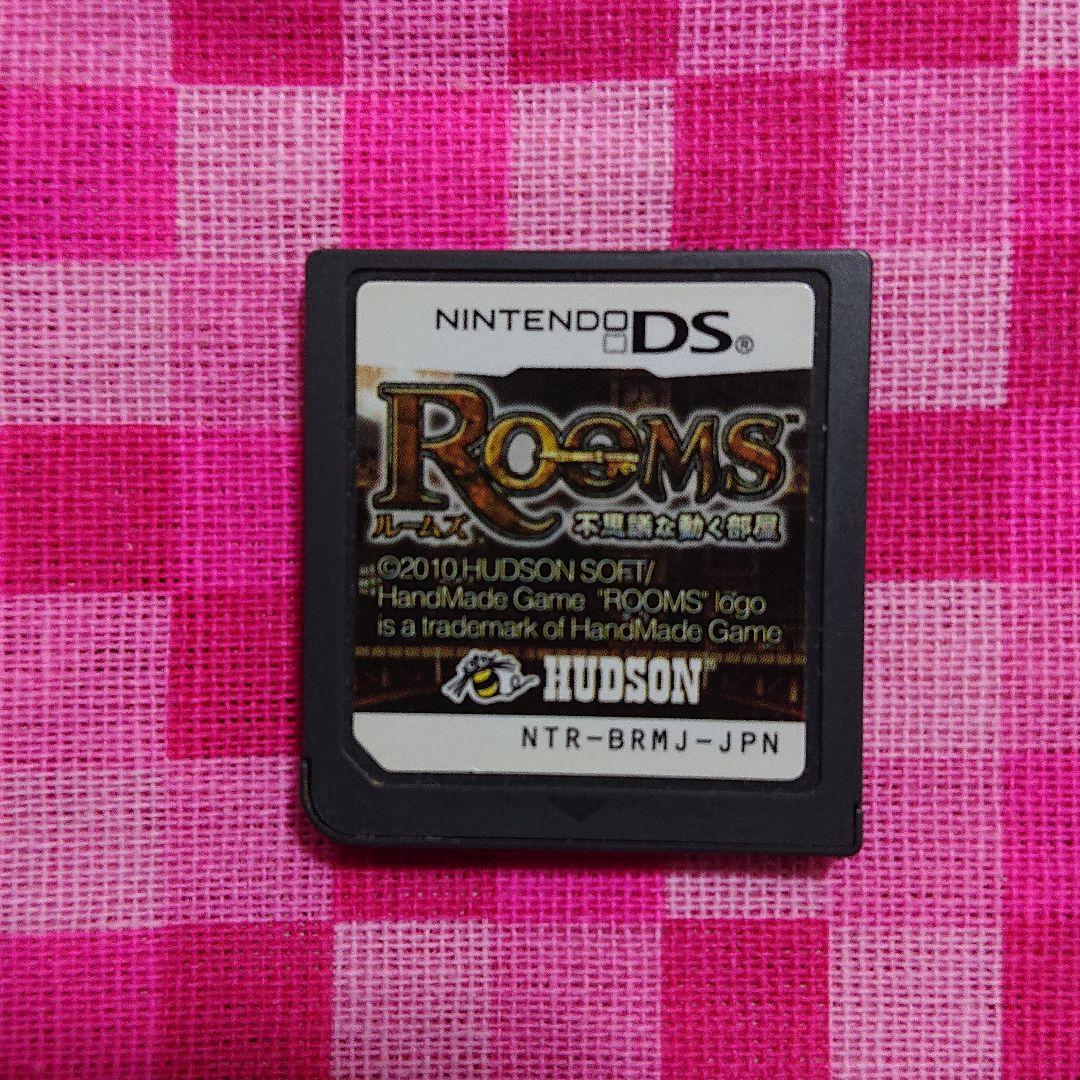 NINTENDO DS®
ROOMS™
ルームズ 不思議な動く部屋
©2010 HUDSON SOFT/
HandMade Game "ROOMS" logo
is a trademark of HandMade Game
HUDSON
NTR-BRMJ-JPN